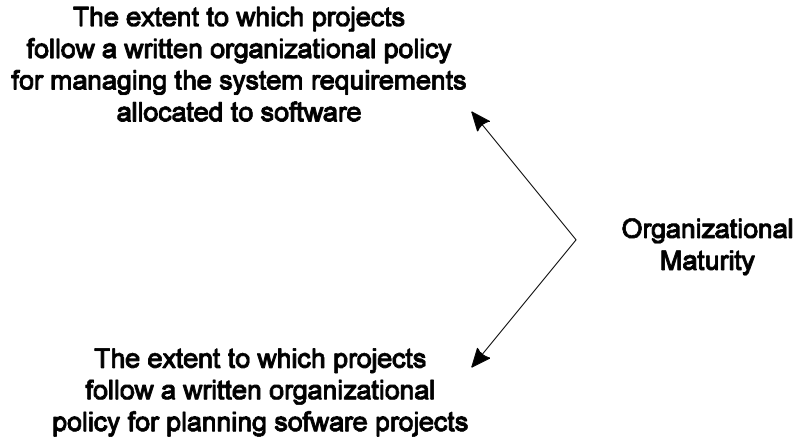 The extent to which projects
follow a written organizational policy
for managing the system requirements
allocated to software
Organizational
Maturity
The extent to which projects
follow a written organizational
policy for planning sofware projects